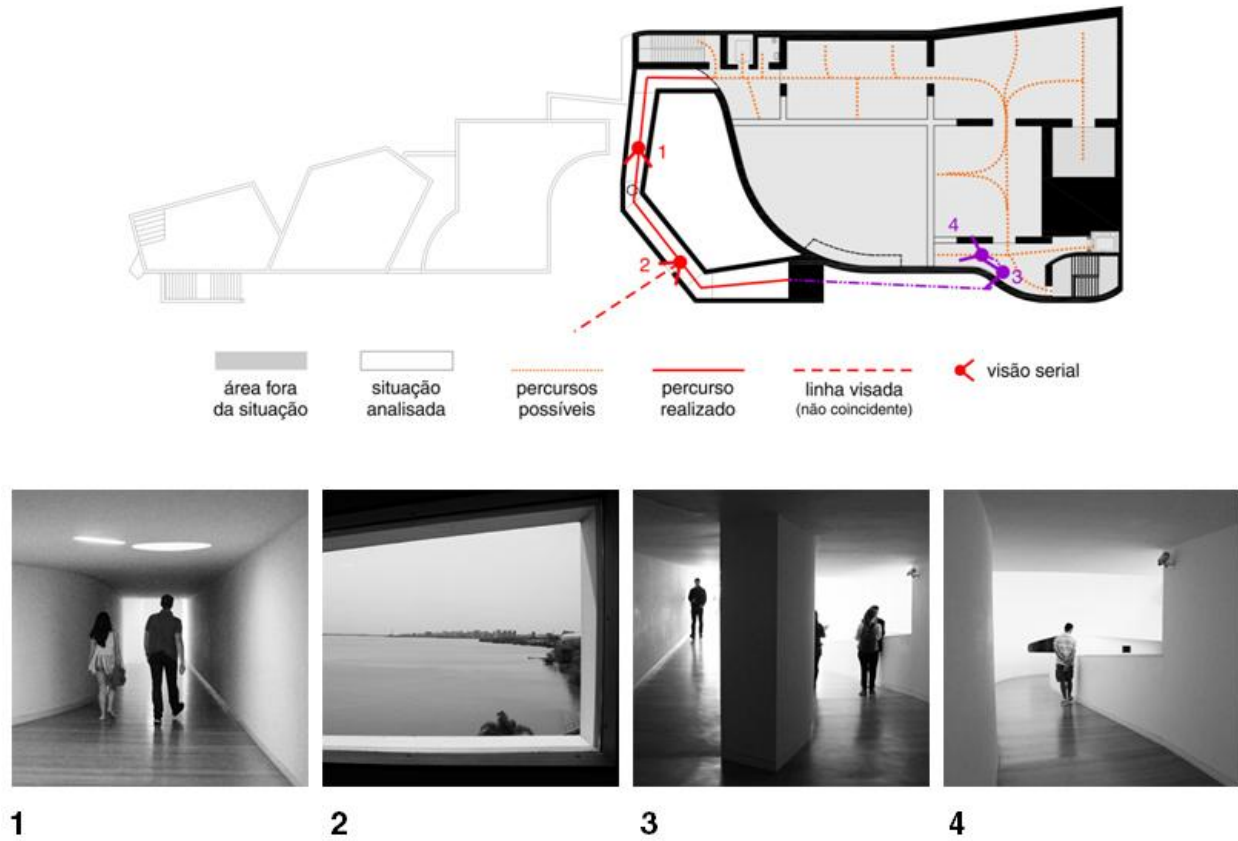 1
2
4
3
área fora
da situação
situação
analisada
percursos
possíveis
percurso
realizado
linha visada
(não coincidente)
visão serial
1
2
3
4